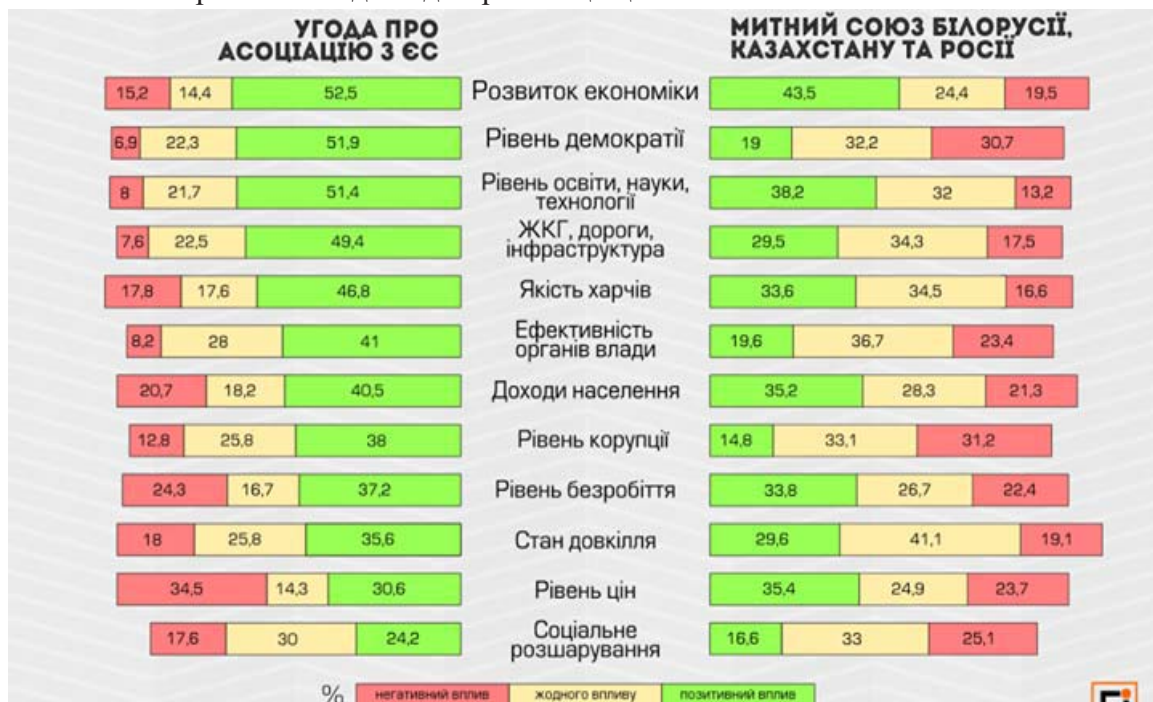 УГОДА ПРО
АСОЦІАЦІЮ З ЄС
МИТНИЙ СОЮЗ БІЛОРУСІЇ,
КАЗАХСТАНУ ТА РОСІЇ
15,2 14,4 52,5 Розвиток економіки 43,5 24,4 19,5
6,9 22,3 51,9 Рівень демократії 19 32,2 30,7
8 21,7 51,4 Рівень освіти, науки,
технології 38,2 32 13,2
7,6 22,5 49,4 ЖКГ, дороги,
інфраструктура 29,5 34,3 17,5
17,8 17,6 46,8 Якість харчів 33,6 34,5 16,6
8,2 28 41 Ефективність
органів влади 19,6 36,7 23,4
20,7 18,2 40,5 Доходи населення 35,2 28,3 21,3
12,8 25,8 38 Рівень корупції 14,8 33,1 31,2
24,3 16,7 37,2 Рівень безробіття 33,8 26,7 22,4
18 25,8 35,6 Стан довкілля 29,6 41,1 19,1
34,5 14,3 30,6 Рівень цін 35,4 24,9 23,7
17,6 30 24,2 Соціальне
розшарування 16,6 33 25,1
% негативний вплив жодного впливу позитивний вплив